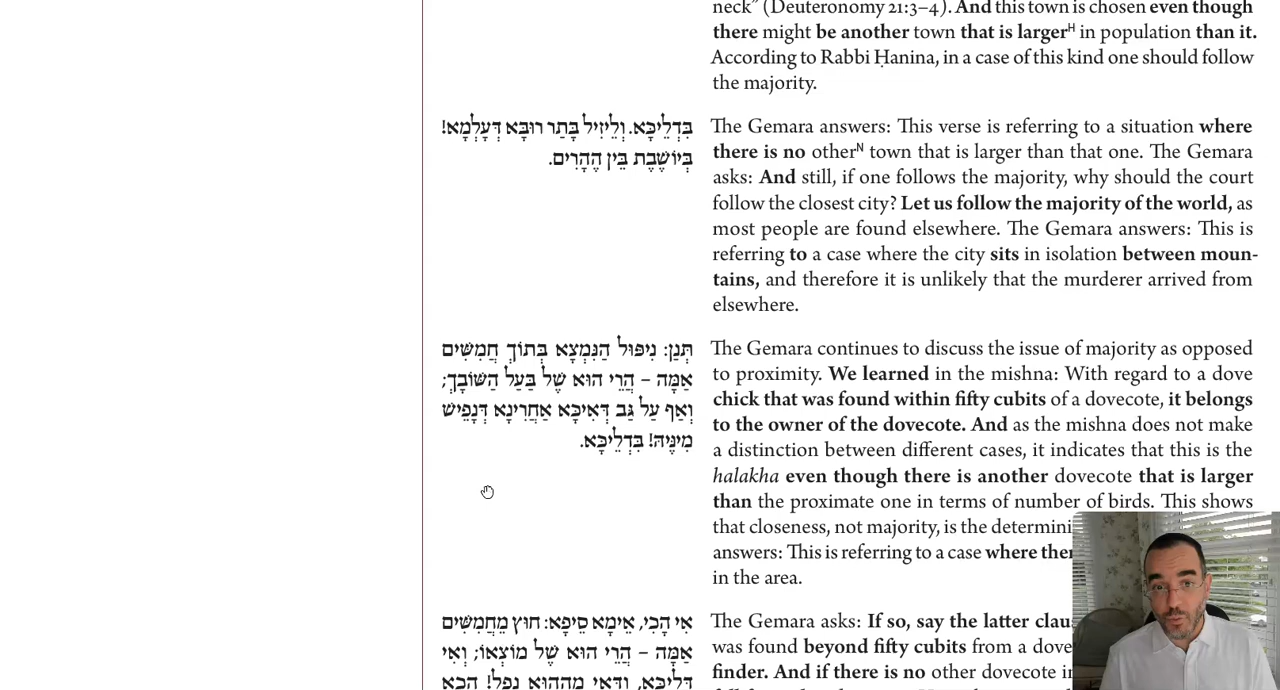 neck” (Deuteronomy 21:3–4). And this town is chosen even though
there might be another town that is largerᴴ in population than it.
According to Rabbi Ḥanina, in a case of this kind one should follow
the majority.
בִּדְלֵיכָּא. וְלֵיזִיל בָּתַר רוּבָּא דְּעָלְמָא!
בְּיוֹשֶׁבֶת בֵּין הֶהָרִים.
The Gemara answers: This verse is referring to a situation where
there is no otherᴺ town that is larger than that one. The Gemara
asks: And still, if one follows the majority, why should the court
follow the closest city? Let us follow the majority of the world, as
most people are found elsewhere. The Gemara answers: This is
referring to a case where the city sits in isolation between moun-
tains, and therefore it is unlikely that the murderer arrived from
elsewhere.
תְּנַן: נִיפּוּל הַנִּמְצָא בְּתוֹךְ חֲמִשִּׁים
אַמָּה – הֲרֵי הוּא שֶׁל בַּעַל הַשּׁוֹבָךְ;
וְאַף עַל גַּב דְּאִיכָּא אַחֲרִינָא דְּנָפֵישׁ
מִינֵּיהּ! בִּדְלֵיכָּא.
The Gemara continues to discuss the issue of majority as opposed
to proximity. We learned in the mishna: With regard to a dove
chick that was found within fifty cubits of a dovecote, it belongs
to the owner of the dovecote. And as the mishna does not make
a distinction between different cases, it indicates that this is the
halakha even though there is another dovecote that is larger
than the proximate one in terms of number of birds. This shows
that closeness, not majority, is the determini
answers: This is referring to a case where ther
in the area.
אִי הָכִי, אֵימָא סֵיפָא: חוּץ מֵחֲמִשִּׁים
אַמָּה – הֲרֵי הוּא שֶׁל מוֹצְאוֹ; וְאִי
דְּלֵיכָּא, וַדַּאי מֵהַהוּא נְפַל! הָכָא
The Gemara asks: If so, say the latter clau
was found beyond fifty cubits from a dove
finder. And if there is no other dovecote in